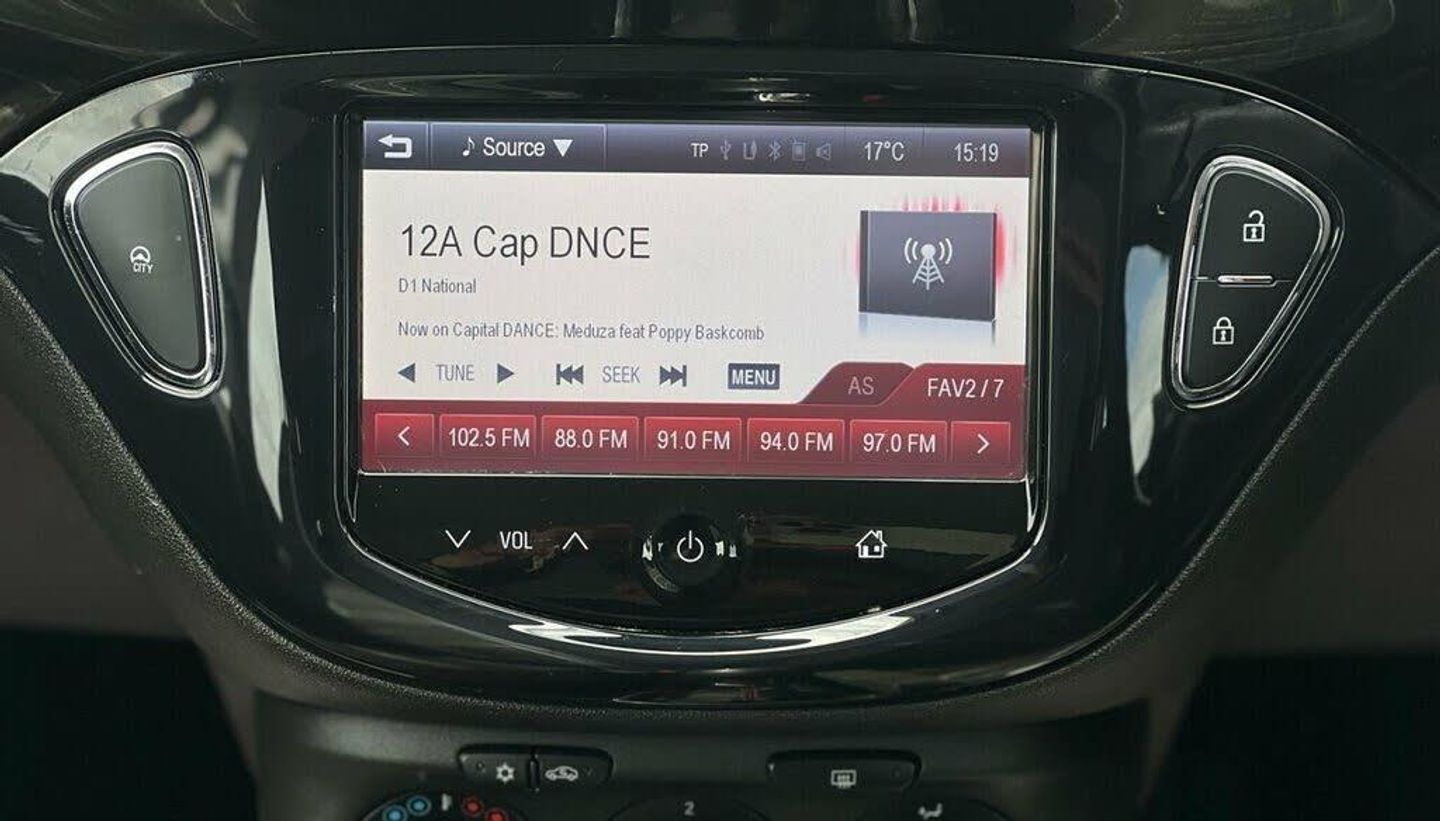 Source
TP 17°C 15:19
12A Cap DNCE
D1 National
Now on Capital DANCE: Meduza feat Poppy Baskcomb
TUNE SEEK MENU AS FAV2 / 7
102.5 FM 88.0 FM 91.0 FM 94.0 FM 97.0 FM
CITY
VOL
2